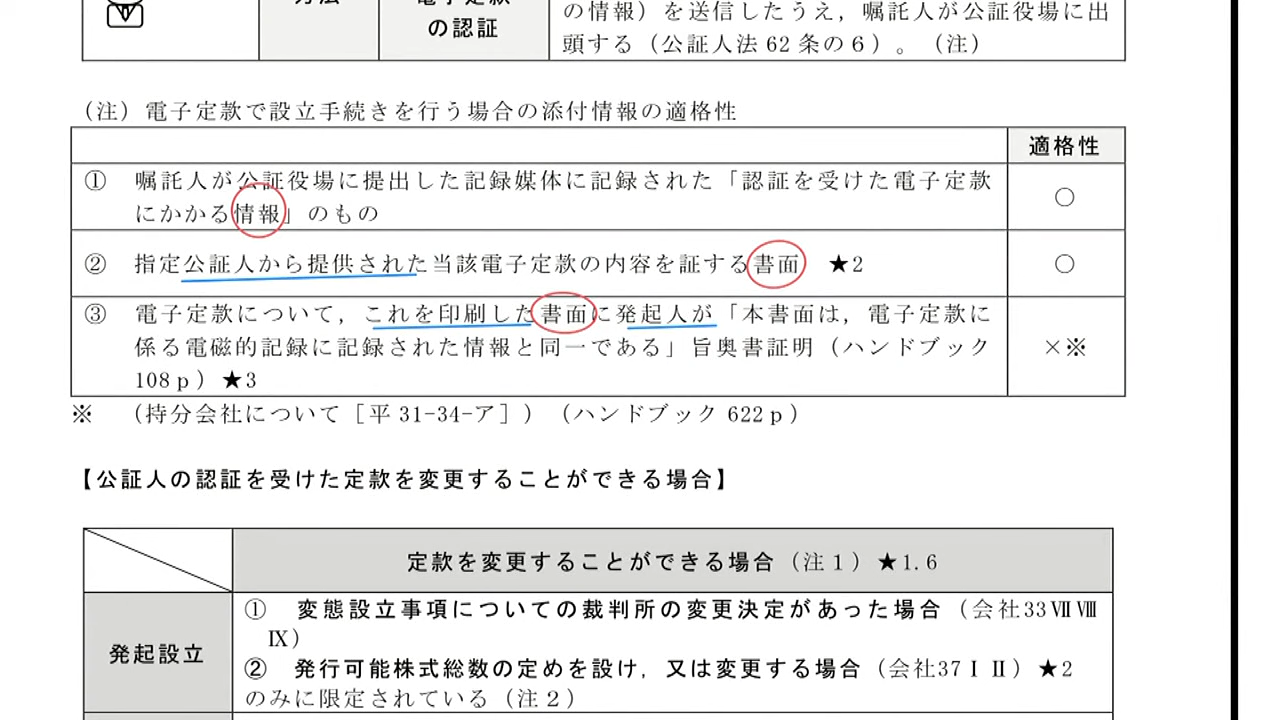 の情報）を送信したうえ，嘱託人が公証役場に出
の認証
頭する（公証人法 62 条の６）。（注）
（注）電子定款で設立手続きを行う場合の添付情報の適格性
適格性
① 嘱託人が公証役場に提出した記録媒体に記録された「認証を受けた電子定款
にかかる情報」のもの
○
② 指定公証人から提供された当該電子定款の内容を証する書面 ★2
○
③ 電子定款について，これを印刷した書面に発起人が「本書面は，電子定款に
係る電磁的記録に記録された情報と同一である」旨奥書証明（ハンドブック
108ｐ）★3
×※
※ （持分会社について［平 31-34-ア］）（ハンドブック 622ｐ）
【公証人の認証を受けた定款を変更することができる場合】
定款を変更することができる場合（注１）★1.6
発起設立
① 変態設立事項についての裁判所の変更決定があった場合（会社33ⅦⅧ
Ⅸ）
② 発行可能株式総数の定めを設け，又は変更する場合（会社37ⅠⅡ）★2
のみに限定されている（注２）